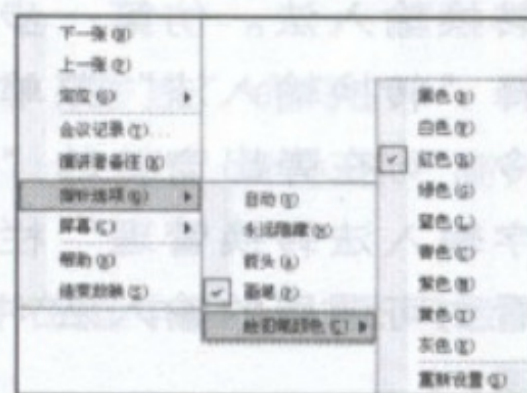 下一张(N)
上一张(P)
定位(G)
会议记录(T)...
演讲者备注(K)
指针选项(O)
屏幕(C)
帮助(H)
结束放映(E)
自动(U)
永远隐藏(N)
箭头(A)
画笔(P)
绘图笔颜色(C)
黑色(B)
白色(T)
红色(R)
绿色(G)
蓝色(L)
青色(C)
紫色(M)
黄色(Y)
灰色(E)
重新设置(O)